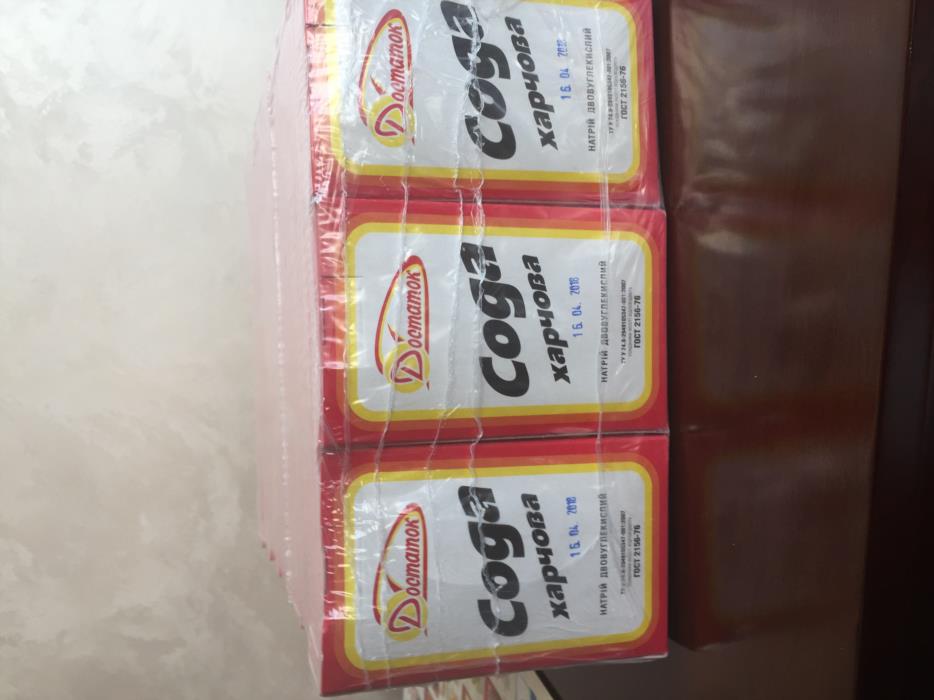 Достаток
Сода
харчова
16. 04. 2018
НАТРІЙ ДВОВУГЛЕКИСЛИЙ
ГОСТ 2156-76
Достаток
Сода
харчова
16. 04. 2018
НАТРІЙ ДВОВУГЛЕКИСЛИЙ
ГОСТ 2156-76
Достаток
Сода
харчова
16. 04. 2018
НАТРІЙ ДВОВУГЛЕКИСЛИЙ
ГОСТ 2156-76